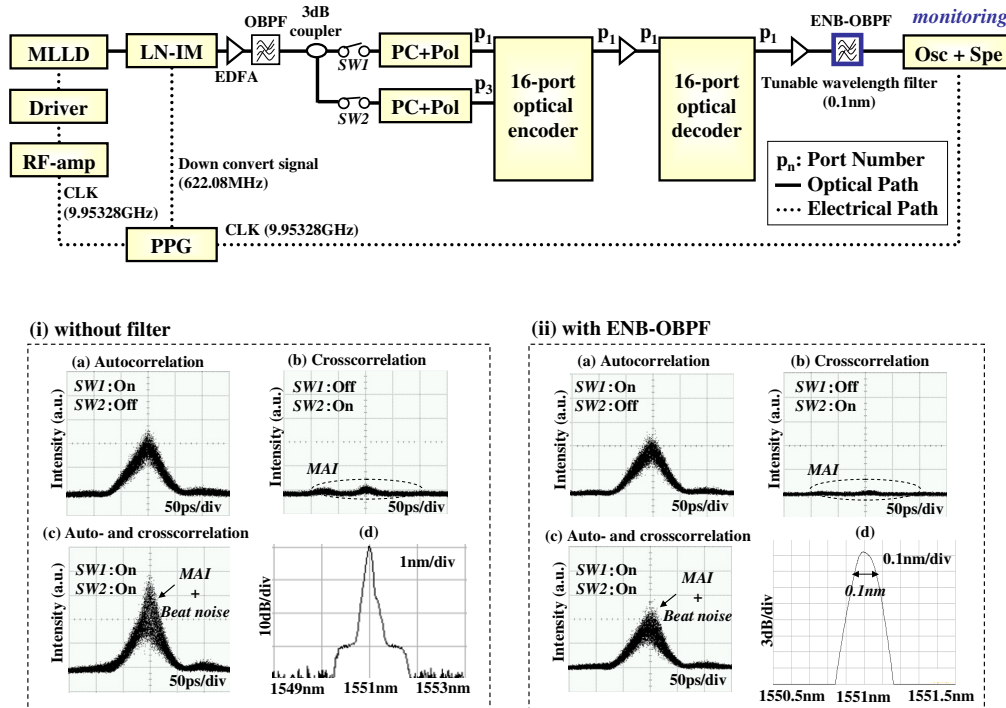 OBPF
3dB
coupler
MLLD
LN-IM
EDFA
SW1
PC+Pol
p1
16-port
optical
encoder
p1
p1
16-port
optical
decoder
p1
ENB-OBPF
monitoring
Osc + Spe
Tunable wavelength filter
(0.1nm)
SW2
PC+Pol
p3
Driver
RF-amp
CLK
(9.95328GHz)
Down convert signal
(622.08MHz)
PPG
CLK (9.95328GHz)
pn: Port Number
Optical Path
Electrical Path
(i) without filter
(a) Autocorrelation
Intensity (a.u.)
SW1:On
SW2:Off
50ps/div
(b) Crosscorrelation
Intensity (a.u.)
SW1:Off
SW2:On
MAI
50ps/div
(c) Auto- and crosscorrelation
Intensity (a.u.)
SW1:On
SW2:On
MAI
+
Beat noise
50ps/div
(d)
1nm/div
10dB/div
1549nm
1551nm
1553nm
(ii) with ENB-OBPF
(a) Autocorrelation
Intensity (a.u.)
SW1:On
SW2:Off
50ps/div
(b) Crosscorrelation
Intensity (a.u.)
SW1:Off
SW2:On
MAI
50ps/div
(c) Auto- and crosscorrelation
Intensity (a.u.)
SW1:On
SW2:On
MAI
+
Beat noise
50ps/div
(d)
0.1nm/div
0.1nm
3dB/div
1550.5nm
1551nm
1551.5nm